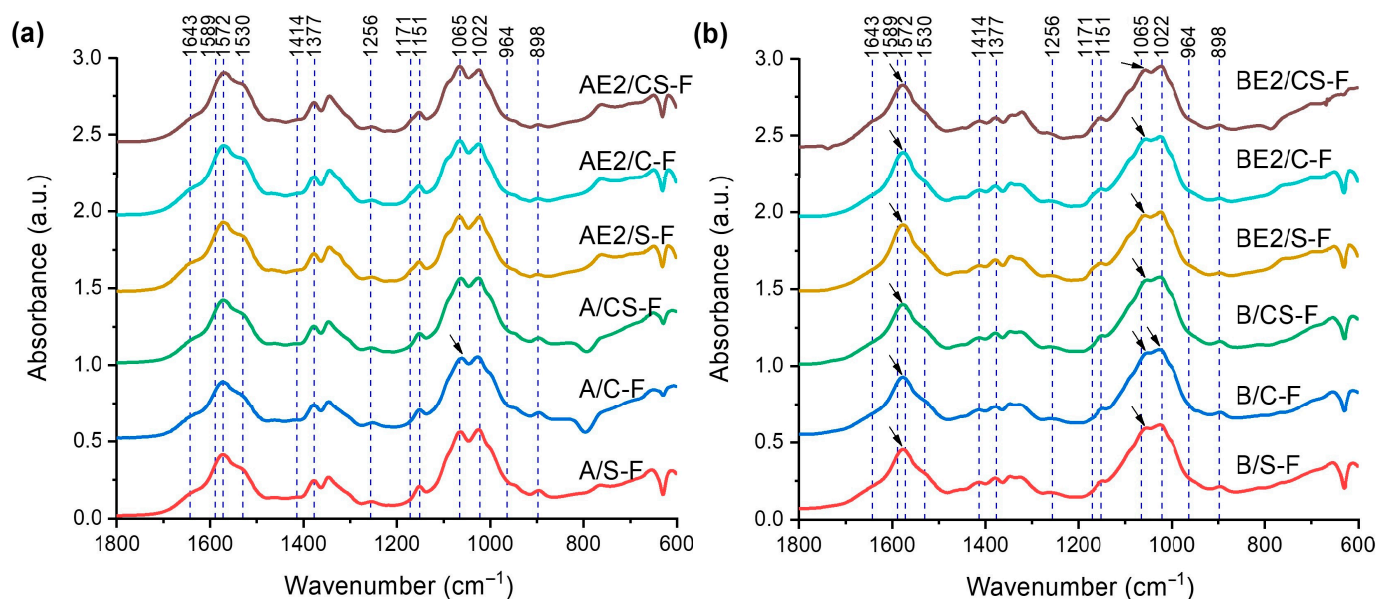 (a)
1643 1589 1572 1530 1414 1377 1256 1171 1151 1065 1022 964 898
3.0
2.5
2.0
1.5
1.0
0.5
0.0
Absorbance (a.u.)
AE2/CS-F
AE2/C-F
AE2/S-F
A/CS-F
A/C-F
A/S-F
1800 1600 1400 1200 1000 800 600
Wavenumber (cm⁻¹)
(b)
1643 1589 1572 1530 1414 1377 1256 1171 1151 1065 1022 964 898
3.0
2.5
2.0
1.5
1.0
0.5
0.0
Absorbance (a.u.)
BE2/CS-F
BE2/C-F
BE2/S-F
B/CS-F
B/C-F
B/S-F
1800 1600 1400 1200 1000 800 600
Wavenumber (cm⁻¹)